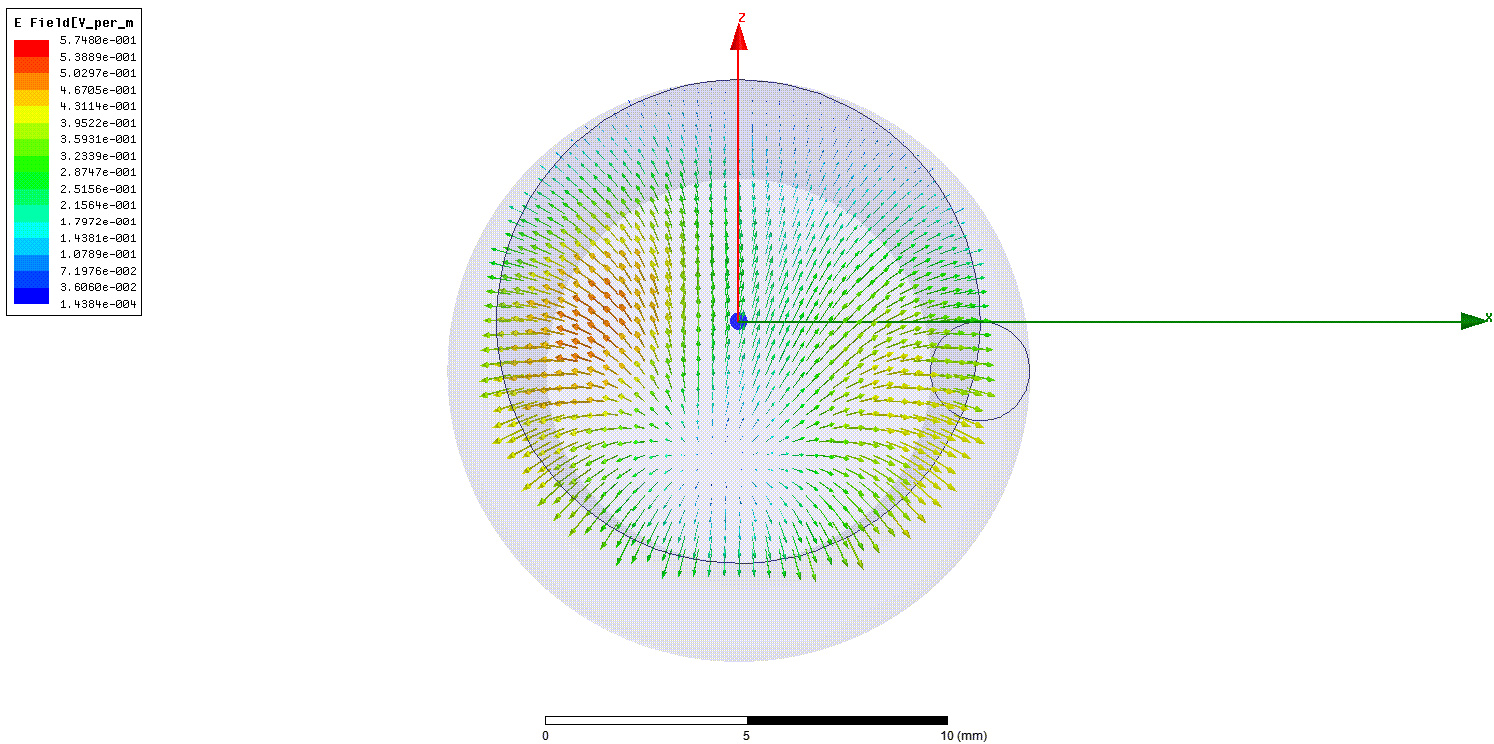 E Field[V_per_m
5.7480e-001
5.3889e-001
5.0297e-001
4.6705e-001
4.3114e-001
3.9522e-001
3.5931e-001
3.2339e-001
2.8747e-001
2.5156e-001
2.1564e-001
1.7972e-001
1.4381e-001
1.0789e-001
7.1976e-002
3.6060e-002
1.4384e-004
Z
X
0 5 10 (mm)